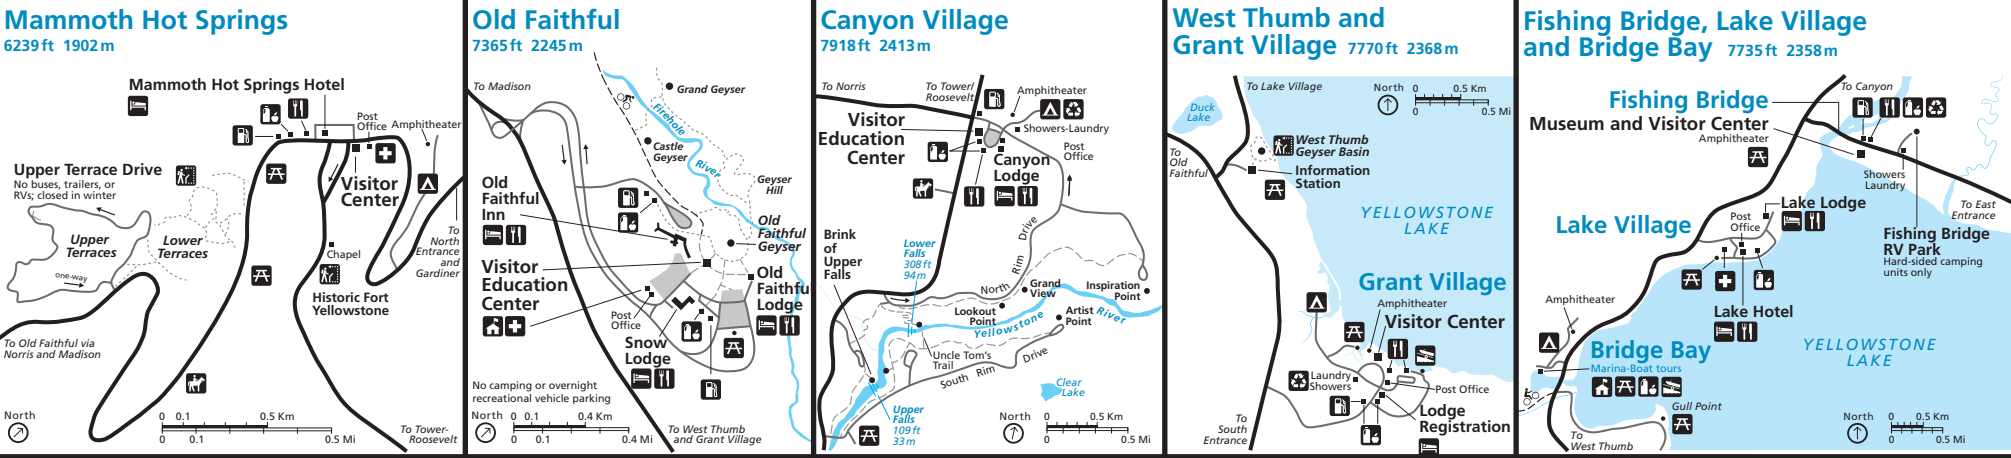 Mammoth Hot Springs
6239 ft 1902 m
Mammoth Hot Springs Hotel
Post
Office
Amphitheater
Upper Terrace Drive
No buses, trailers, or
RVs; closed in winter
Visitor
Center
Upper
Terraces
Lower
Terraces
one-way
To
North
Entrance
and
Gardiner
Chapel
Historic Fort
Yellowstone
To Old Faithful via
Norris and Madison
North
0 0.1 0.5 Km
0 0.1 0.5 Mi
To Tower-
Roosevelt
Old Faithful
7365 ft 2245 m
To Madison
Grand Geyser
Firehole
River
Castle
Geyser
Geyser
Hill
Old
Faithful
Inn
Old
Faithful
Geyser
Visitor
Education
Center
Old
Faithfu
Lodge
Post
Office
Snow
Lodge
No camping or overnight
recreational vehicle parking
North
0 0.1 0.4 Km
0 0.1 0.4 Mi
To West Thumb
and Grant Village
Canyon Village
7918 ft 2413 m
To Norris
To Tower/
Roosevelt
Amphitheater
Visitor
Education
Center
Showers-Laundry
Post
Office
Canyon
Lodge
Brink
of
Upper
Falls
Lower
Falls
308 ft
94 m
North Rim Drive
Grand
View
Inspiration
Point
Lookout
Point
Artist
Point
Yellowstone River
Uncle Tom's
Trail
South Rim Drive
Clear
Lake
Upper
Falls
109 ft
33 m
North
0 0.5 Km
0 0.5 Mi
West Thumb and
Grant Village 7770 ft 2368 m
To Lake Village
North
0 0.5 Km
0 0.5 Mi
Duck
Lake
To
Old
Faithful
West Thumb
Geyser Basin
Information
Station
YELLOWSTONE
LAKE
Grant Village
Amphitheater
Visitor Center
Laundry
Showers
Post Office
Lodge
Registration
To
South
Entrance
Fishing Bridge, Lake Village
and Bridge Bay 7735 ft 2358 m
To Canyon
Fishing Bridge
Museum and Visitor Center
Amphitheater
Showers
Laundry
To East
Entrance
Lake Village
Post
Office
Lake Lodge
Fishing Bridge
RV Park
Hard-sided camping
units only
Amphitheater
Lake Hotel
Bridge Bay
Marina-Boat tours
YELLOWSTONE
LAKE
Gull Point
To
West Thumb
North
0 0.5 Km
0 0.5 Mi